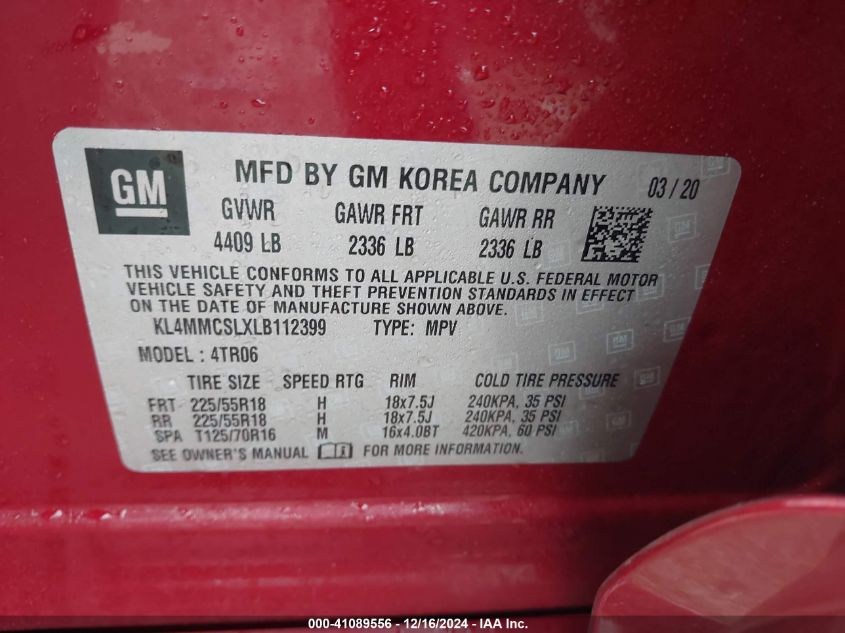 GM
MFD BY GM KOREA COMPANY 03 / 20
GVWR GAWR FRT GAWR RR
4409 LB 2336 LB 2336 LB
THIS VEHICLE CONFORMS TO ALL APPLICABLE U.S. FEDERAL MOTOR
VEHICLE SAFETY AND THEFT PREVENTION STANDARDS IN EFFECT
ON THE DATE OF MANUFACTURE SHOWN ABOVE.
KL4MMCSLXLB112399 TYPE: MPV
MODEL : 4TR06
TIRE SIZE SPEED RTG RIM COLD TIRE PRESSURE
FRT 225/55R18 H 18x7.5J 240KPA, 35 PSI
RR 225/55R18 H 18x7.5J 240KPA, 35 PSI
SPA T125/70R16 M 16x4.0BT 420KPA, 60 PSI
SEE OWNER'S MANUAL FOR MORE INFORMATION.
000-41089556 - 12/16/2024 - IAA Inc.